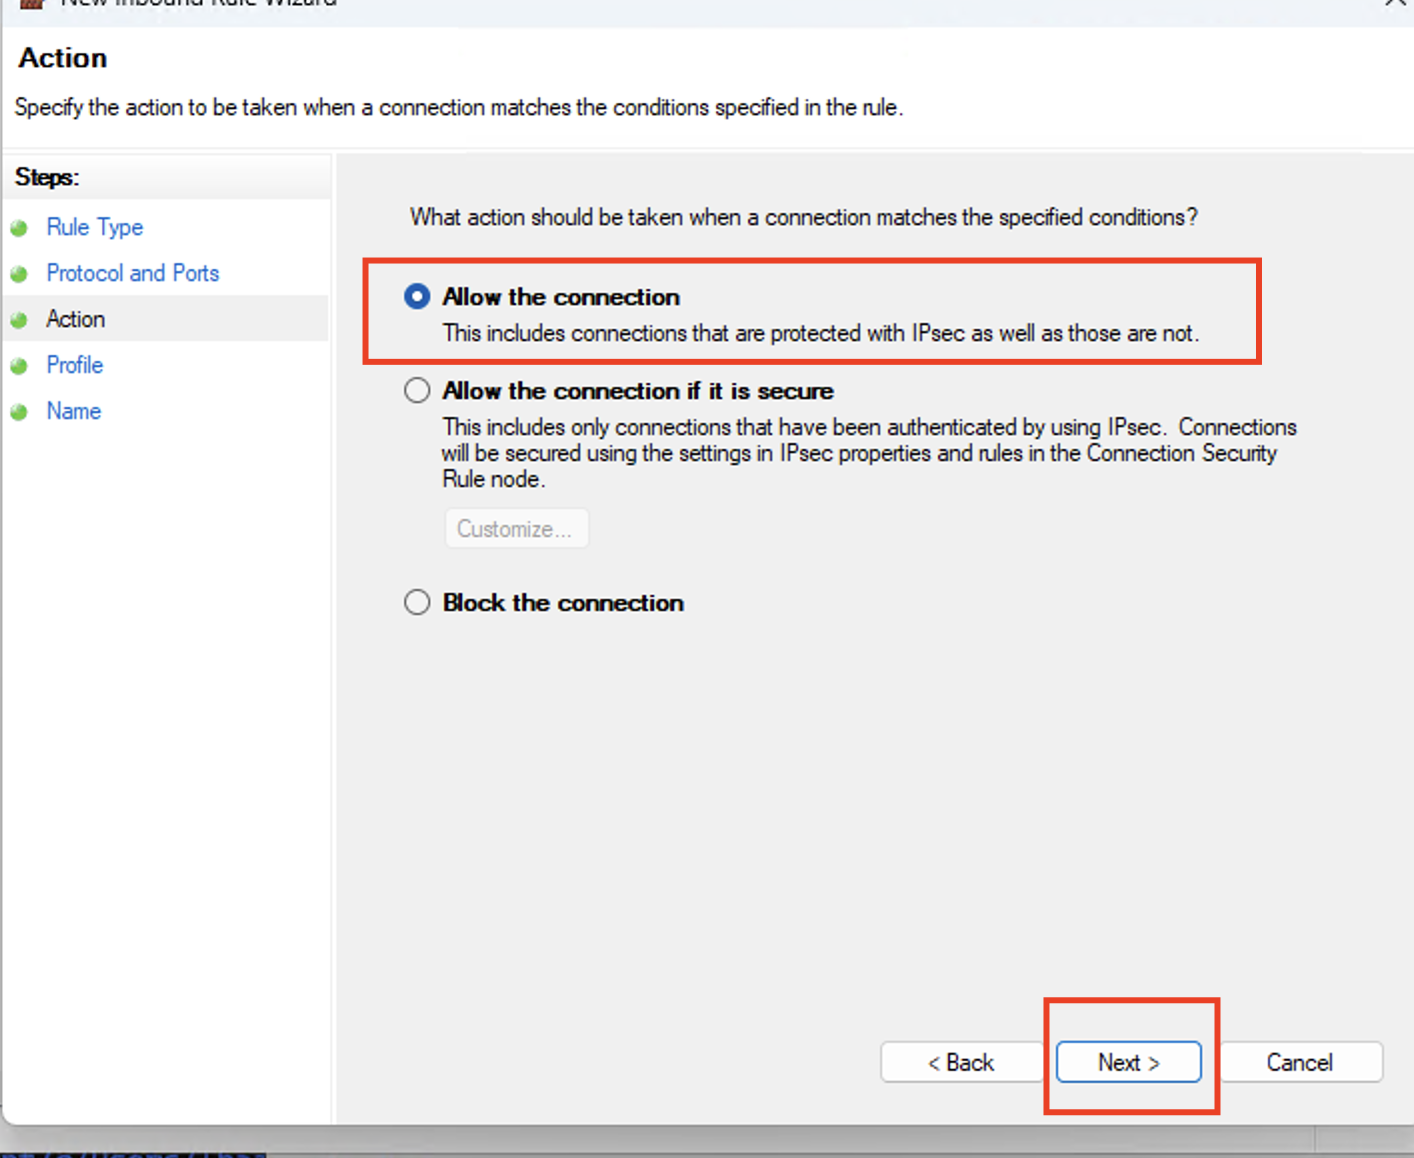 New Inbound Rule Wizard
Action
Specify the action to be taken when a connection matches the conditions specified in the rule.
Steps:
Rule Type
Protocol and Ports
Action
Profile
Name
What action should be taken when a connection matches the specified conditions?
Allow the connection
This includes connections that are protected with IPsec as well as those are not.
Allow the connection if it is secure
This includes only connections that have been authenticated by using IPsec. Connections
will be secured using the settings in IPsec properties and rules in the Connection Security
Rule node.
Customize...
Block the connection
< Back
Next >
Cancel